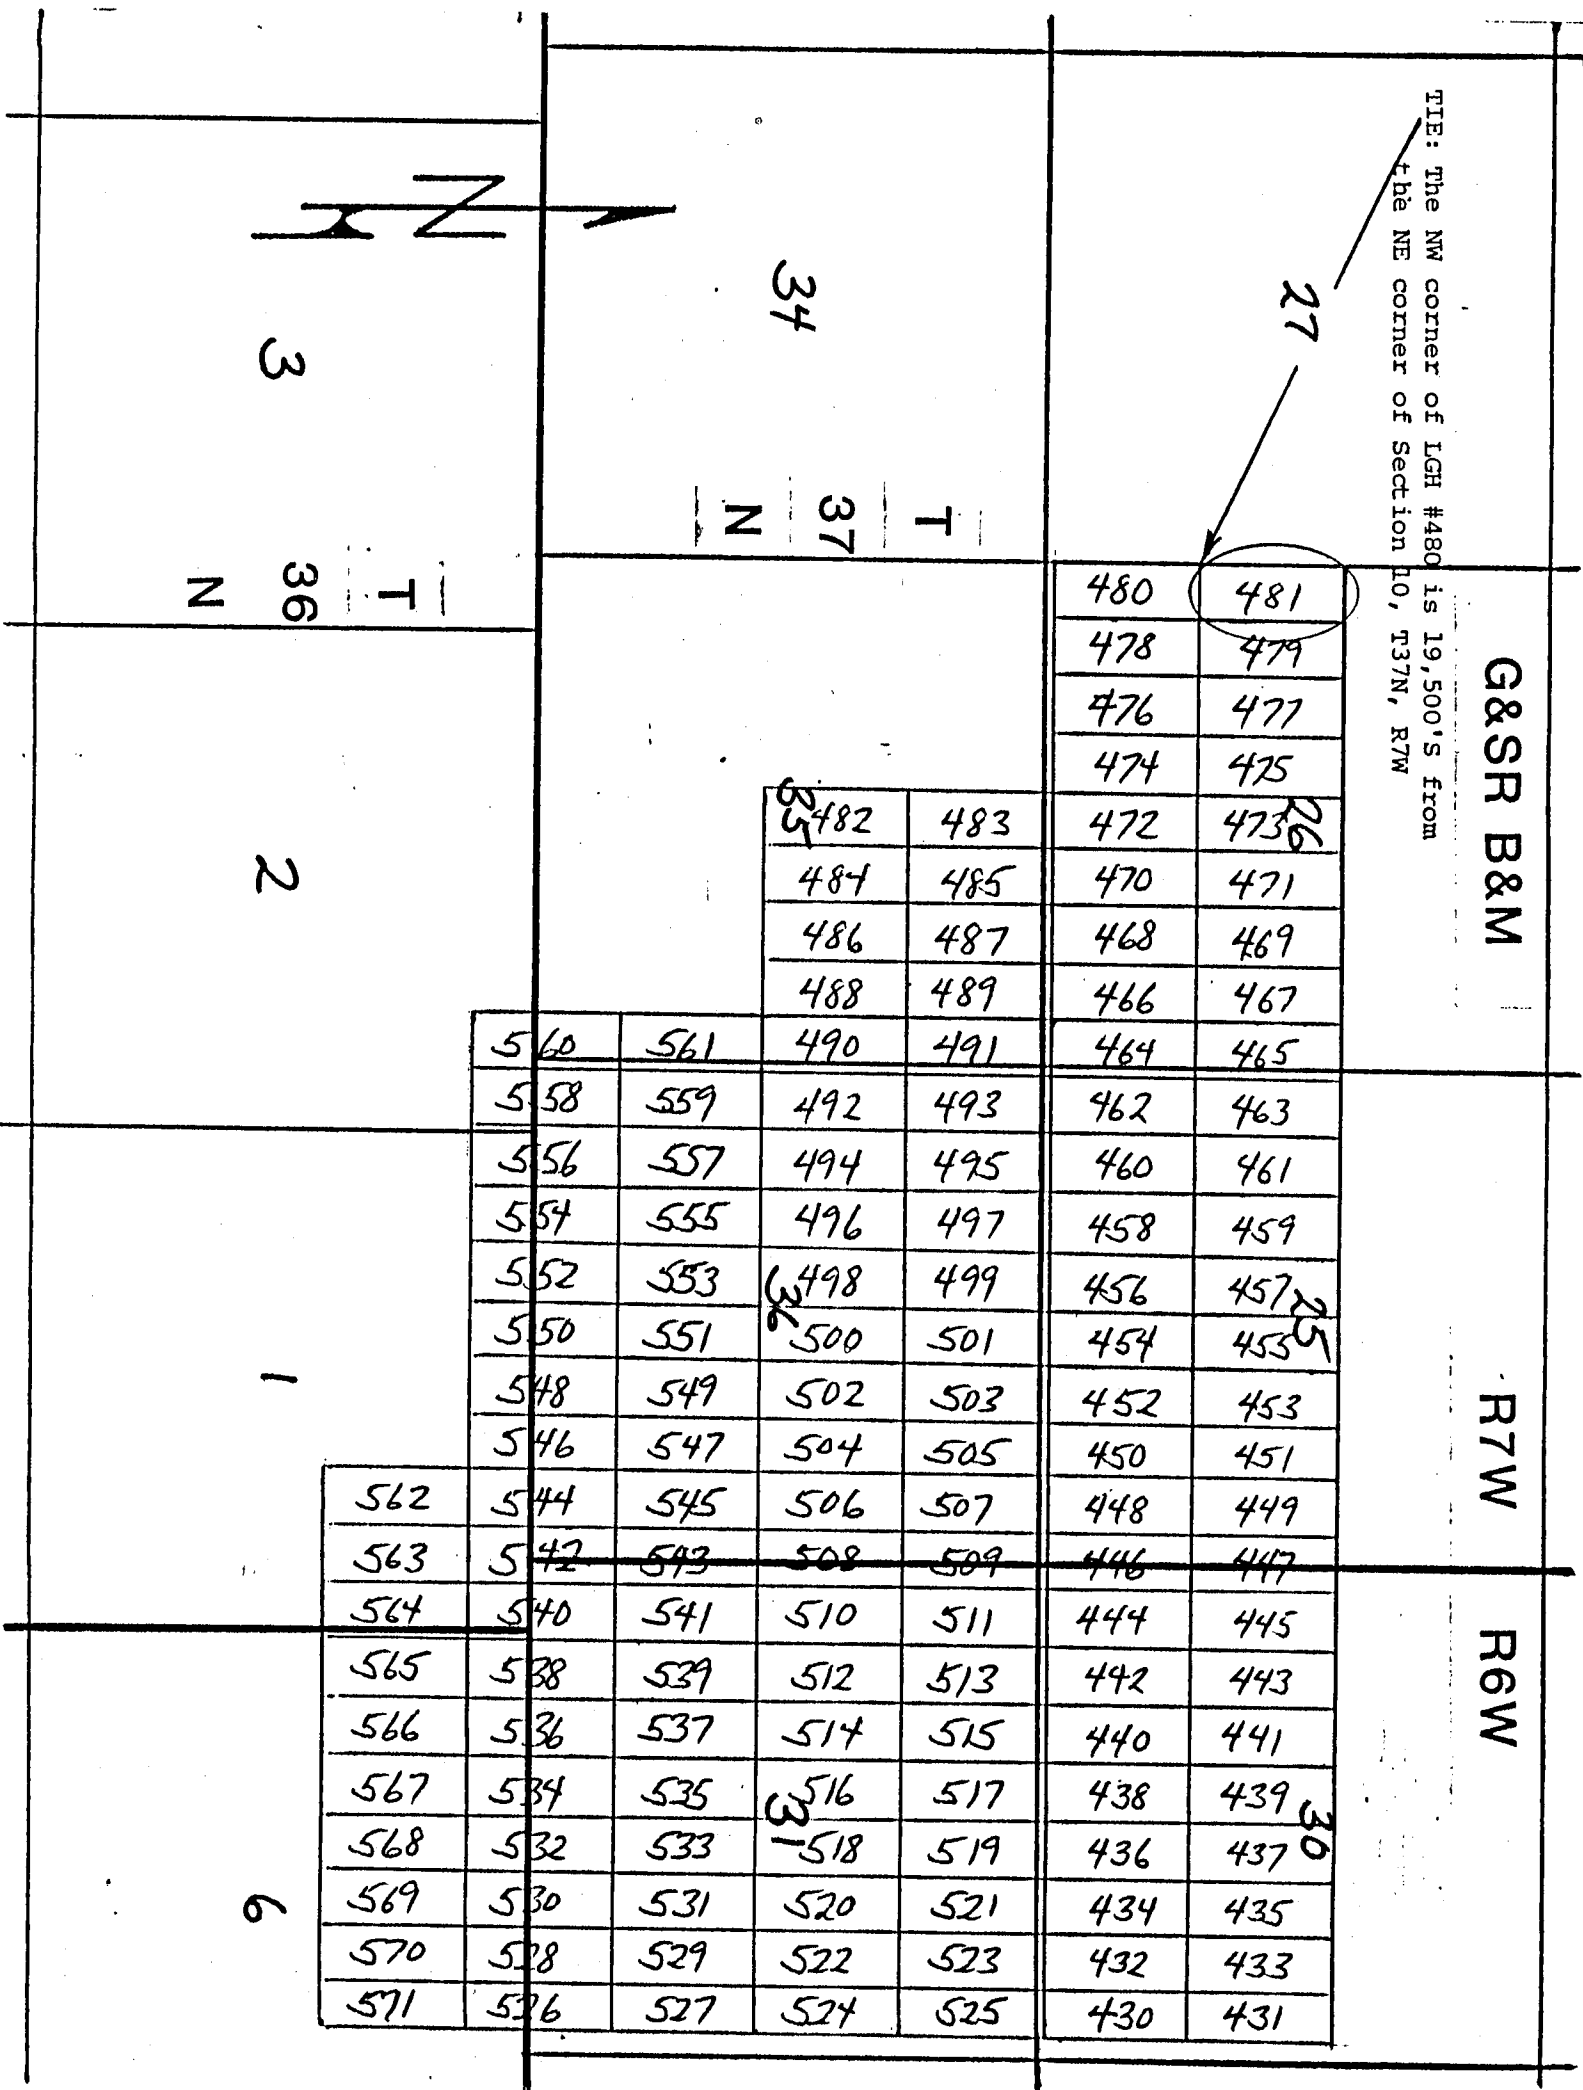 TIE: The NW corner of LGH #480 is 19,500'S from
the NE corner of Section 10, T37N, R7W
G&SR B&M
R7W
R6W
27
34
3
N
T
37
N
T
36
N
2
1
6
35
26
36
25
31
30
480 481
478 479
476 477
474 475
482 483 472 473
484 485 470 471
486 487 468 469
488 489 466 467
560 561 490 491 464 465
558 559 492 493 462 463
556 557 494 495 460 461
554 555 496 497 458 459
552 553 498 499 456 457
550 551 500 501 454 455
548 549 502 503 452 453
546 547 504 505 450 451
562 544 545 506 507 448 449
563 542 543 508 509 446 447
564 540 541 510 511 444 445
565 538 539 512 513 442 443
566 536 537 514 515 440 441
567 534 535 516 517 438 439
568 532 533 518 519 436 437
569 530 531 520 521 434 435
570 528 529 522 523 432 433
571 526 527 524 525 430 431